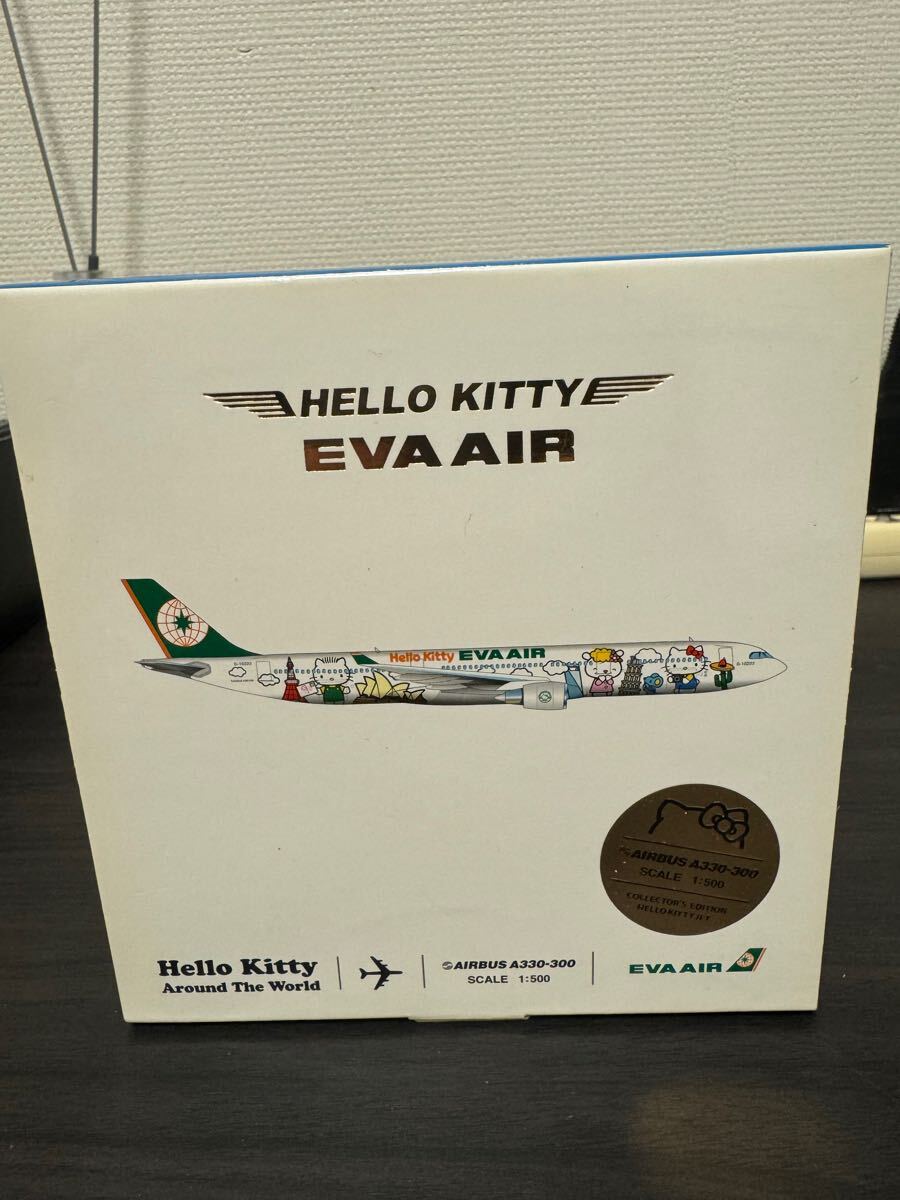 HELLO KITTY
EVA AIR
Hello Kitty EVA AIR
AIRBUS A330-300
SCALE 1:500
COLLECTOR'S EDITION
HELLO KITTY JET
Hello Kitty
Around The World
AIRBUS A330-300
SCALE 1:500
EVA AIR